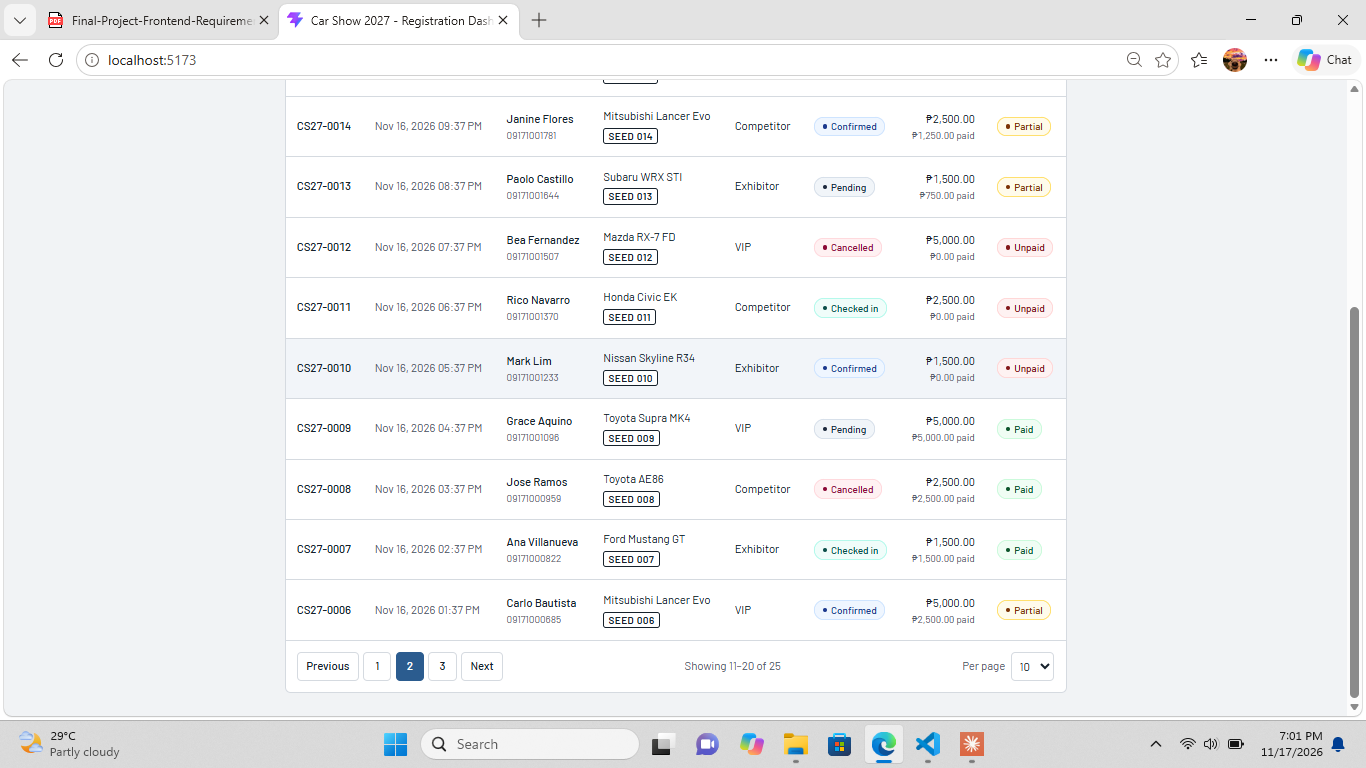 Final-Project-Frontend-Requireme
Car Show 2027 - Registration Dash
localhost:5173
Chat
CS27-0014 Nov 16, 2026 09:37 PM Janine Flores Mitsubishi Lancer Evo Competitor Confirmed ₱2,500.00 Partial
09171001781 SEED 014 ₱1,250.00 paid
CS27-0013 Nov 16, 2026 08:37 PM Paolo Castillo Subaru WRX STI Exhibitor Pending ₱1,500.00 Partial
09171001644 SEED 013 ₱750.00 paid
CS27-0012 Nov 16, 2026 07:37 PM Bea Fernandez Mazda RX-7 FD VIP Cancelled ₱5,000.00 Unpaid
09171001507 SEED 012 ₱0.00 paid
CS27-0011 Nov 16, 2026 06:37 PM Rico Navarro Honda Civic EK Competitor Checked in ₱2,500.00 Unpaid
09171001370 SEED 011 ₱0.00 paid
CS27-0010 Nov 16, 2026 05:37 PM Mark Lim Nissan Skyline R34 Exhibitor Confirmed ₱1,500.00 Unpaid
09171001233 SEED 010 ₱0.00 paid
CS27-0009 Nov 16, 2026 04:37 PM Grace Aquino Toyota Supra MK4 VIP Pending ₱5,000.00 Paid
09171001096 SEED 009 ₱5,000.00 paid
CS27-0008 Nov 16, 2026 03:37 PM Jose Ramos Toyota AE86 Competitor Cancelled ₱2,500.00 Paid
09171000959 SEED 008 ₱2,500.00 paid
CS27-0007 Nov 16, 2026 02:37 PM Ana Villanueva Ford Mustang GT Exhibitor Checked in ₱1,500.00 Paid
09171000822 SEED 007 ₱1,500.00 paid
CS27-0006 Nov 16, 2026 01:37 PM Carlo Bautista Mitsubishi Lancer Evo VIP Confirmed ₱5,000.00 Partial
09171000685 SEED 006 ₱2,500.00 paid
Previous 1 2 3 Next Showing 11–20 of 25 Per page 10
29°C
Partly cloudy
Search
7:01 PM
11/17/2026